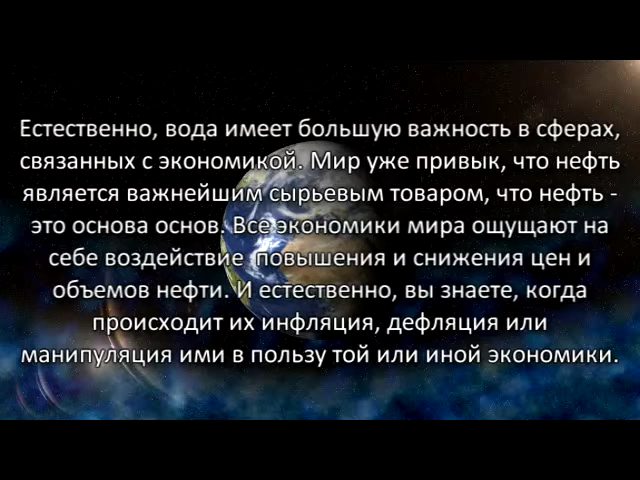 Естественно, вода имеет большую важность в сферах,
связанных с экономикой. Мир уже привык, что нефть
является важнейшим сырьевым товаром, что нефть -
это основа основ. Все экономики мира ощущают на
себе воздействие  повышения и снижения цен и
объемов нефти. И естественно, вы знаете, когда
происходит их инфляция, дефляция или
манипуляция ими в пользу той или иной экономики.